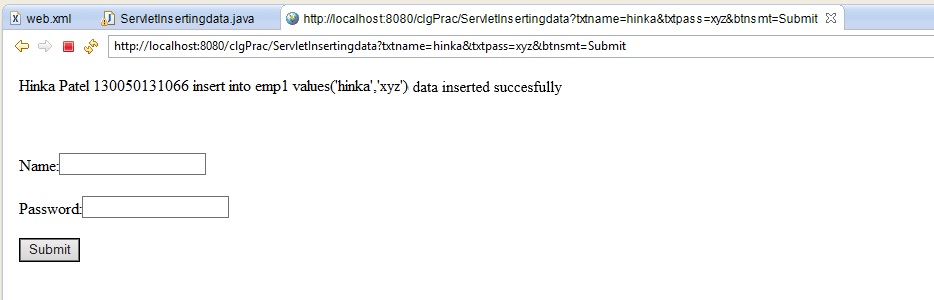 web.xml ServletInsertingdata.java http://localhost:8080/clgPrac/ServletInsertingdata?txtname=hinka&txtpass=xyz&btnsmt=Submit
http://localhost:8080/clgPrac/ServletInsertingdata?txtname=hinka&txtpass=xyz&btnsmt=Submit
Hinka Patel 130050131066 insert into emp1 values('hinka','xyz') data inserted succesfully
Name:
Password:
Submit